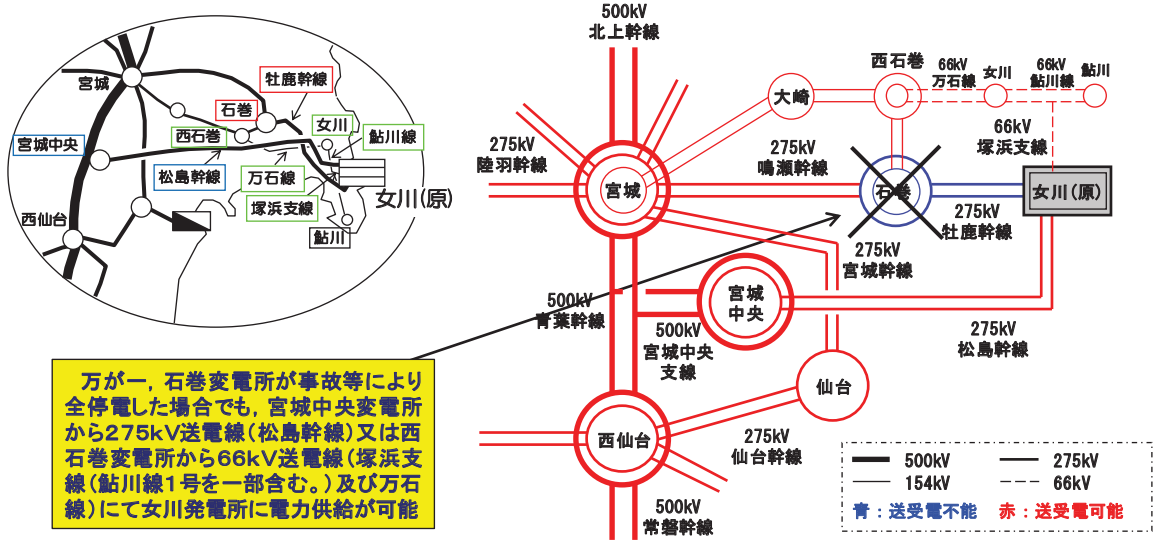 宮城
宮城中央
西仙台
石巻
西石巻
牡鹿幹線
女川
鮎川線
松島幹線
万石線
塚浜支線
女川(原)
鮎川
万が一，石巻変電所が事故等により
全停電した場合でも，宮城中央変電所
から２７５ｋＶ送電線（松島幹線）又は西
石巻変電所から６６ｋＶ送電線（塚浜支
線（鮎川線１号を一部含む。）及び万石
線）にて女川発電所に電力供給が可能
500kV
北上幹線
275kV
陸羽幹線
宮城
大崎
西石巻
66kV
万石線
女川
66kV
鮎川線
鮎川
66kV
塚浜支線
275kV
鳴瀬幹線
石巻
女川(原)
275kV
牡鹿幹線
275kV
宮城幹線
500kV
青葉幹線
宮城
中央
500kV
宮城中央
支線
275kV
松島幹線
仙台
西仙台
275kV
仙台幹線
500kV
常磐幹線
500kV
275kV
154kV
66kV
青：送受電不能
赤：送受電可能